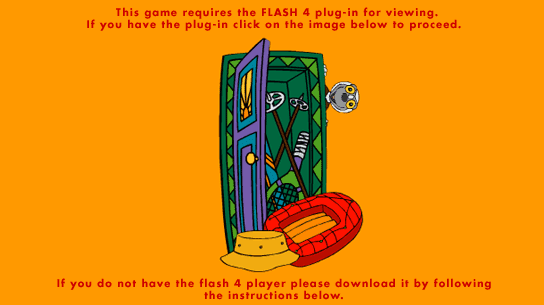 This game requires the FLASH 4 plug-in for viewing.
If you have the plug-in click on the image below to proceed.
If you do not have the flash 4 player please download it by following
the instructions below.